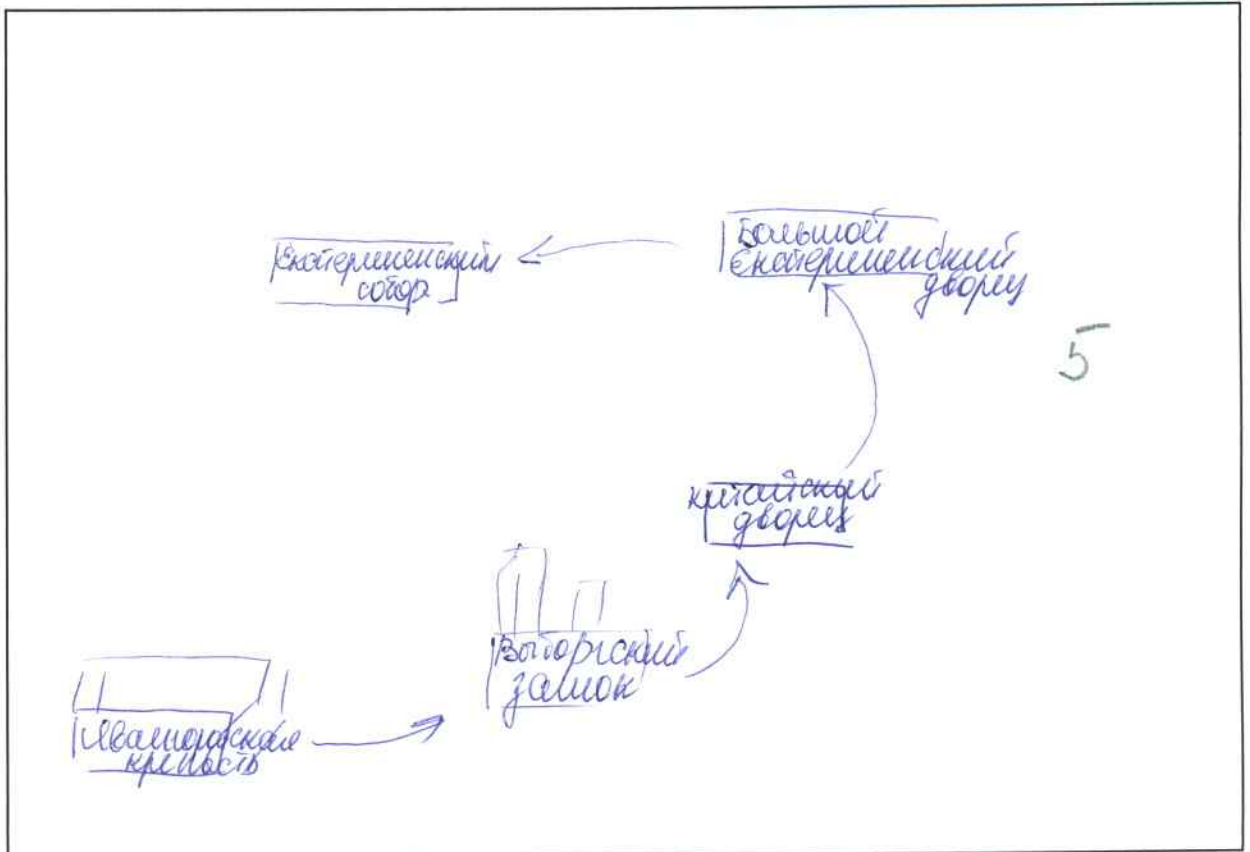 Екатерининский
собор
Большой
Екатерининский
дворец
5
китайский
дворец
Выборгский
замок
Ивангородская
крепость